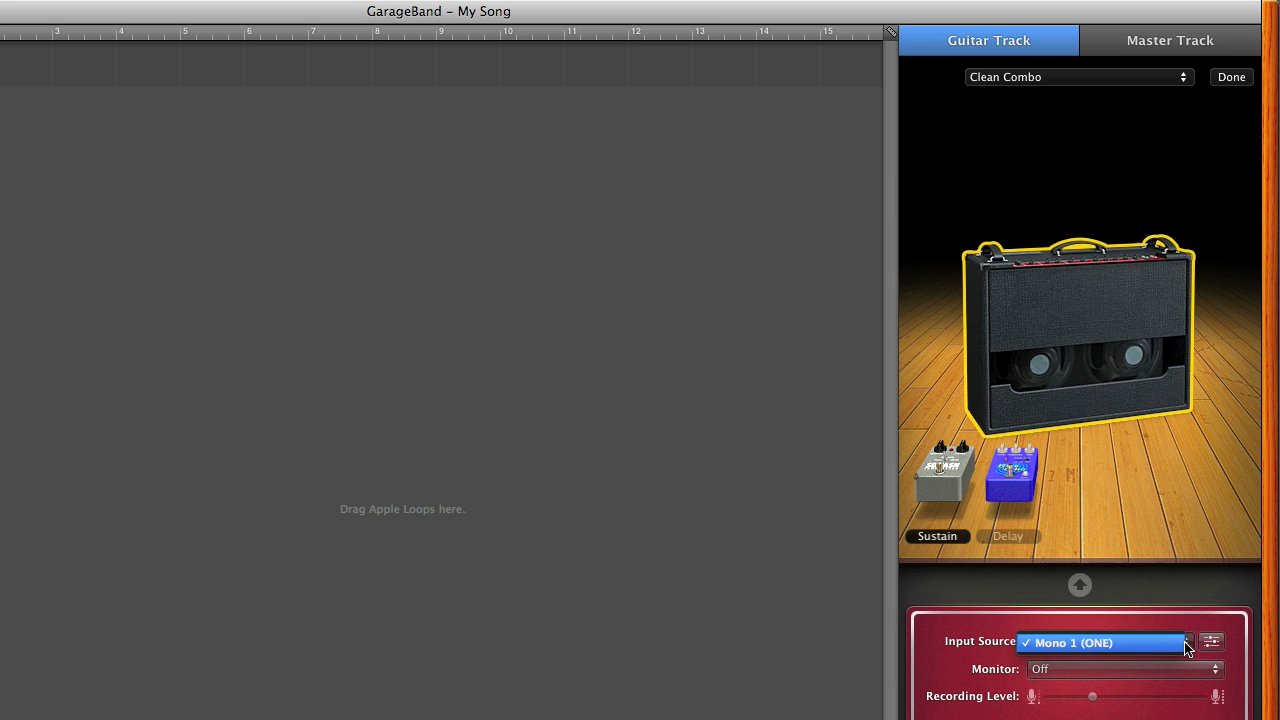 GarageBand – My Song
3 4 5 6 7 8 9 10 11 12 13 14 15
Guitar Track Master Track
Clean Combo Done
Drag Apple Loops here.
Sustain Delay
Input Source
✓ Mono 1 (ONE)
Monitor: Off
Recording Level: